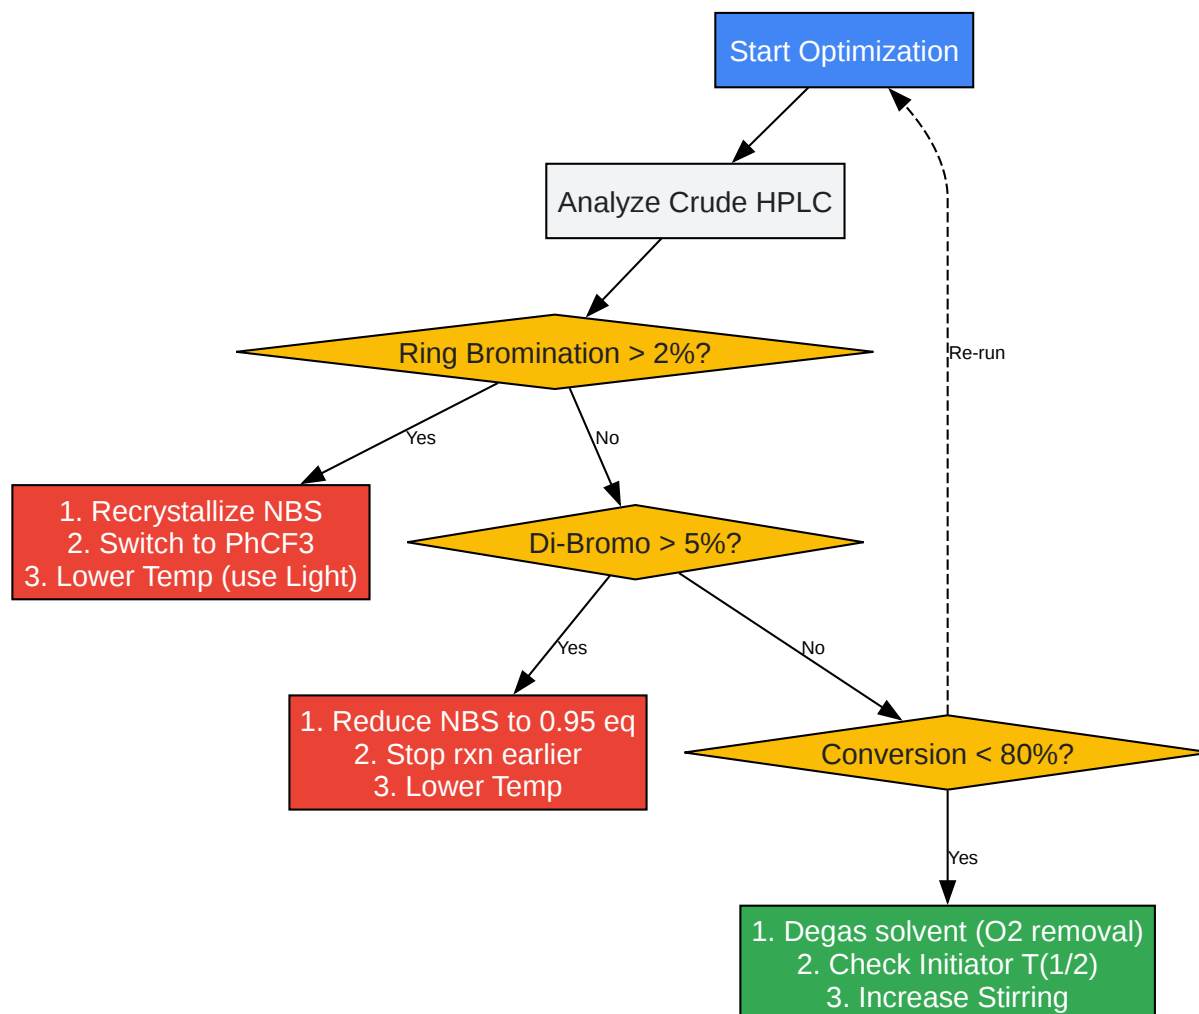 Start Optimization
Analyze Crude HPLC
Ring Bromination > 2%?
Re-run
Yes
No
1. Recrystallize NBS
2. Switch to PhCF3
3. Lower Temp (use Light)
Di-Bromo > 5%?
Yes
No
1. Reduce NBS to 0.95 eq
2. Stop rxn earlier
3. Lower Temp
Conversion < 80%?
Yes
1. Degas solvent (O2 removal)
2. Check Initiator T(1/2)
3. Increase Stirring